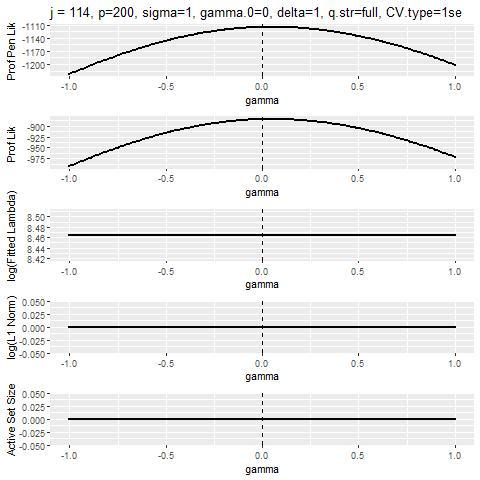 j = 114, p=200, sigma=1, gamma.0=0, delta=1, q.str=full, CV.type=1se
Prof Pen Lik
-1110
-1140
-1170
-1200
-1.0 -0.5 0.0 0.5 1.0
gamma
Prof Lik
-900
-925
-950
-975
-1.0 -0.5 0.0 0.5 1.0
gamma
log(Fitted Lambda)
8.50
8.48
8.46
8.44
8.42
-1.0 -0.5 0.0 0.5 1.0
gamma
log(L1 Norm)
0.050
0.025
0.000
-0.025
-0.050
-1.0 -0.5 0.0 0.5 1.0
gamma
Active Set Size
0.050
0.025
0.000
-0.025
-0.050
-1.0 -0.5 0.0 0.5 1.0
gamma